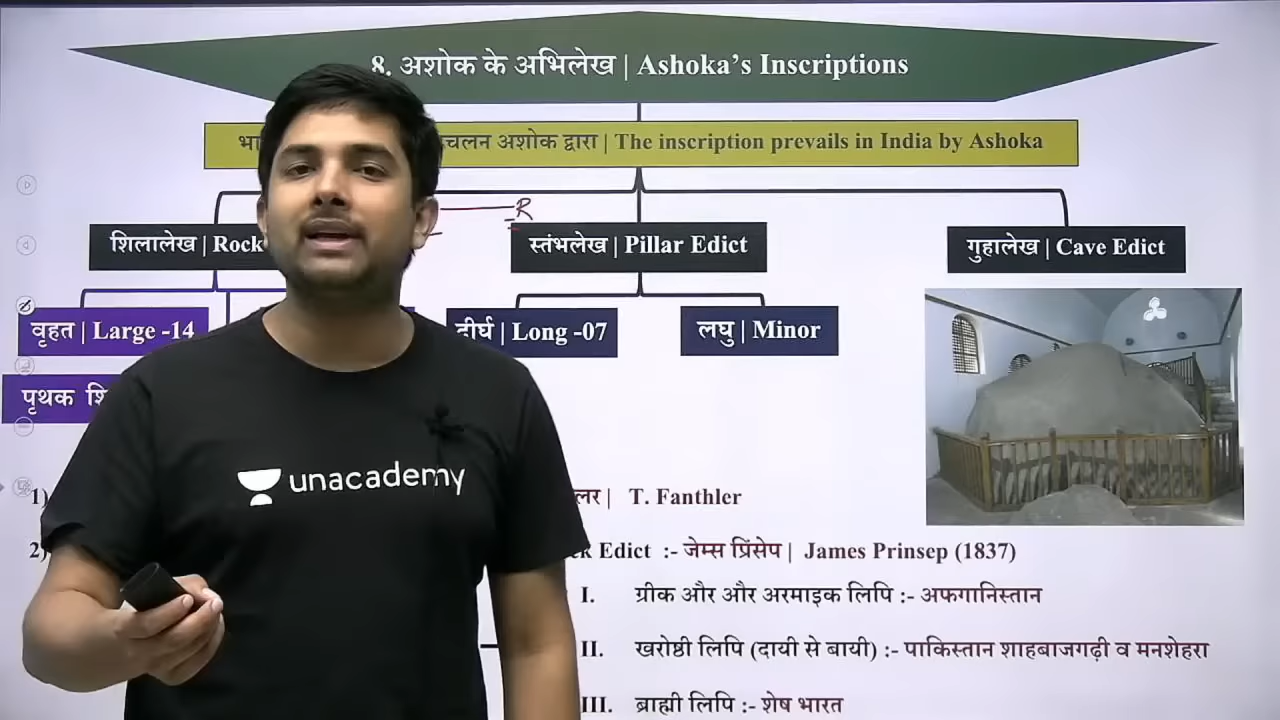 8. अशोक के अभिलेख | Ashoka's Inscriptions
चलन अशोक द्वारा | The inscription prevails in India by Ashoka
R
शिलालेख | Rock
स्तंभलेख | Pillar Edict
गुहालेख | Cave Edict
वृहत | Large -14
दीर्घ | Long -07
लघु | Minor
पृथक
unacademy
1)
लर | T. Fanthler
2)
Edict :- जेम्स प्रिंसेप | James Prinsep (1837)
I. ग्रीक और और अरमाइक लिपि :- अफगानिस्तान
II. खरोष्ठी लिपि (दायी से बायी) :- पाकिस्तान शाहबाजगढ़ी व मनशेहरा
III. ब्राह्मी लिपि :- शेष भारत